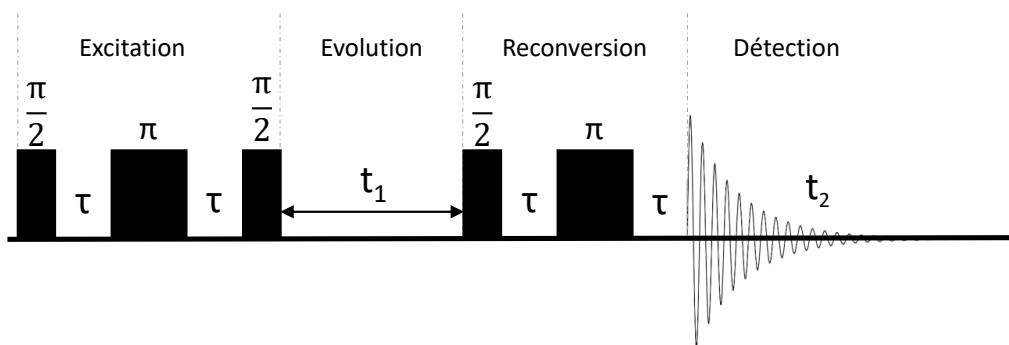 Excitation Evolution Reconversion Détection
π/2 π π/2 π/2 π
τ τ t₁ τ τ t₂